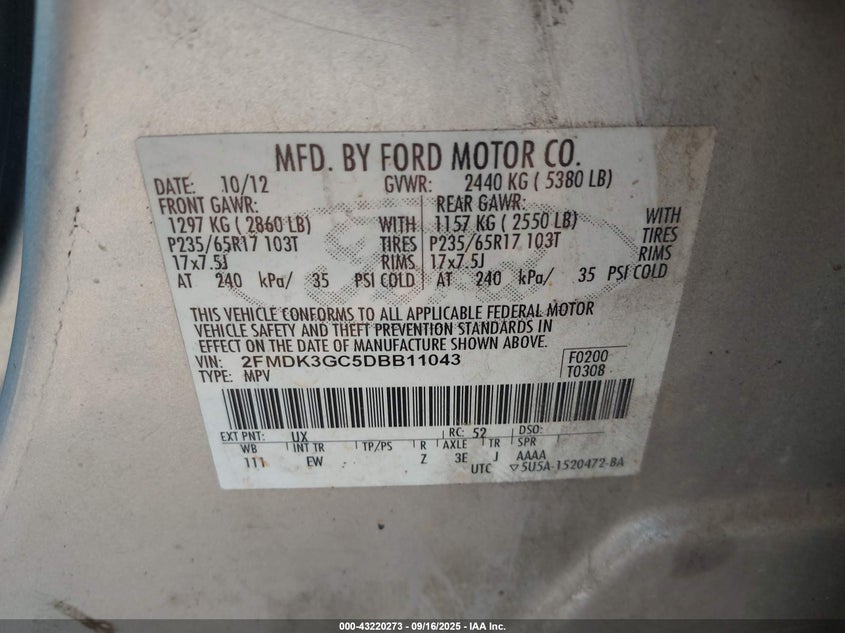 MFD. BY FORD MOTOR CO.
DATE: 10/12 GVWR: 2440 KG ( 5380 LB)
FRONT GAWR: REAR GAWR:
1297 KG ( 2860 LB) WITH 1157 KG ( 2550 LB) WITH
P235/65R17 103T TIRES P235/65R17 103T TIRES
17x7.5J RIMS 17x7.5J RIMS
AT 240 kPa/ 35 PSI COLD AT 240 kPa/ 35 PSI COLD
THIS VEHICLE CONFORMS TO ALL APPLICABLE FEDERAL MOTOR
VEHICLE SAFETY AND THEFT PREVENTION STANDARDS IN
EFFECT ON THE DATE OF MANUFACTURE SHOWN ABOVE.
VIN: 2FMDK3GC5DBB11043 F0200
TYPE: MPV T0308
EXT PNT: UX RC: 52 DSO:
WB INT TR TP/PS R AXLE TR SPR
111 EW Z 3E J AAAA
UTC ▽5U5A-1520472-BA
000-43220273 - 09/16/2025 - IAA Inc.